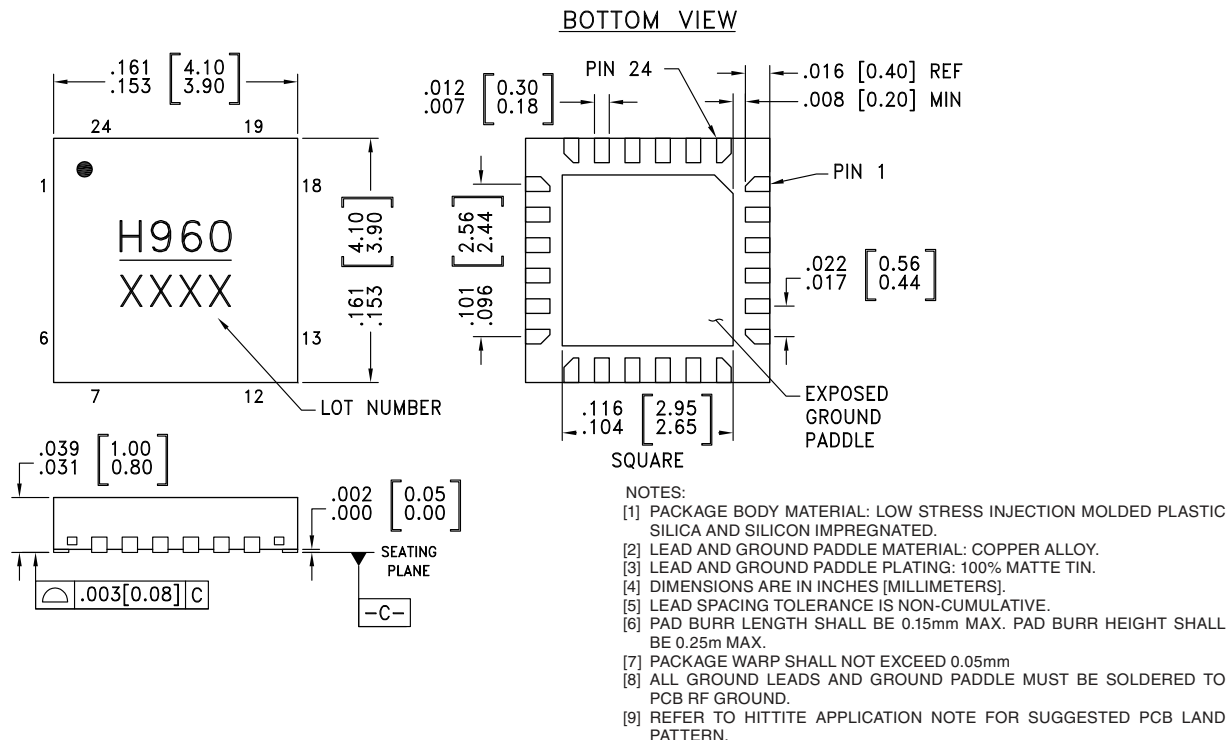 BOTTOM VIEW
.161 [4.10]
.153 [3.90]
24 19
1 18
H960
XXXX
6 13
7 12
LOT NUMBER
[4.10]
[3.90]
.161
.153
PIN 24
.012 [0.30]
.007 [0.18]
.016 [0.40] REF
.008 [0.20] MIN
PIN 1
[2.56]
[2.44]
.101
.096
.022 [0.56]
.017 [0.44]
.116 [2.95]
.104 [2.65]
SQUARE
EXPOSED
GROUND
PADDLE
.039 [1.00]
.031 [0.80]
.002 [0.05]
.000 [0.00]
SEATING
PLANE
.003[0.08] C
-C-
NOTES:
[1] PACKAGE BODY MATERIAL: LOW STRESS INJECTION MOLDED PLASTIC
SILICA AND SILICON IMPREGNATED.
[2] LEAD AND GROUND PADDLE MATERIAL: COPPER ALLOY.
[3] LEAD AND GROUND PADDLE PLATING: 100% MATTE TIN.
[4] DIMENSIONS ARE IN INCHES [MILLIMETERS].
[5] LEAD SPACING TOLERANCE IS NON-CUMULATIVE.
[6] PAD BURR LENGTH SHALL BE 0.15mm MAX. PAD BURR HEIGHT SHALL
BE 0.25m MAX.
[7] PACKAGE WARP SHALL NOT EXCEED 0.05mm
[8] ALL GROUND LEADS AND GROUND PADDLE MUST BE SOLDERED TO
PCB RF GROUND.
[9] REFER TO HITTITE APPLICATION NOTE FOR SUGGESTED PCB LAND
PATTERN.